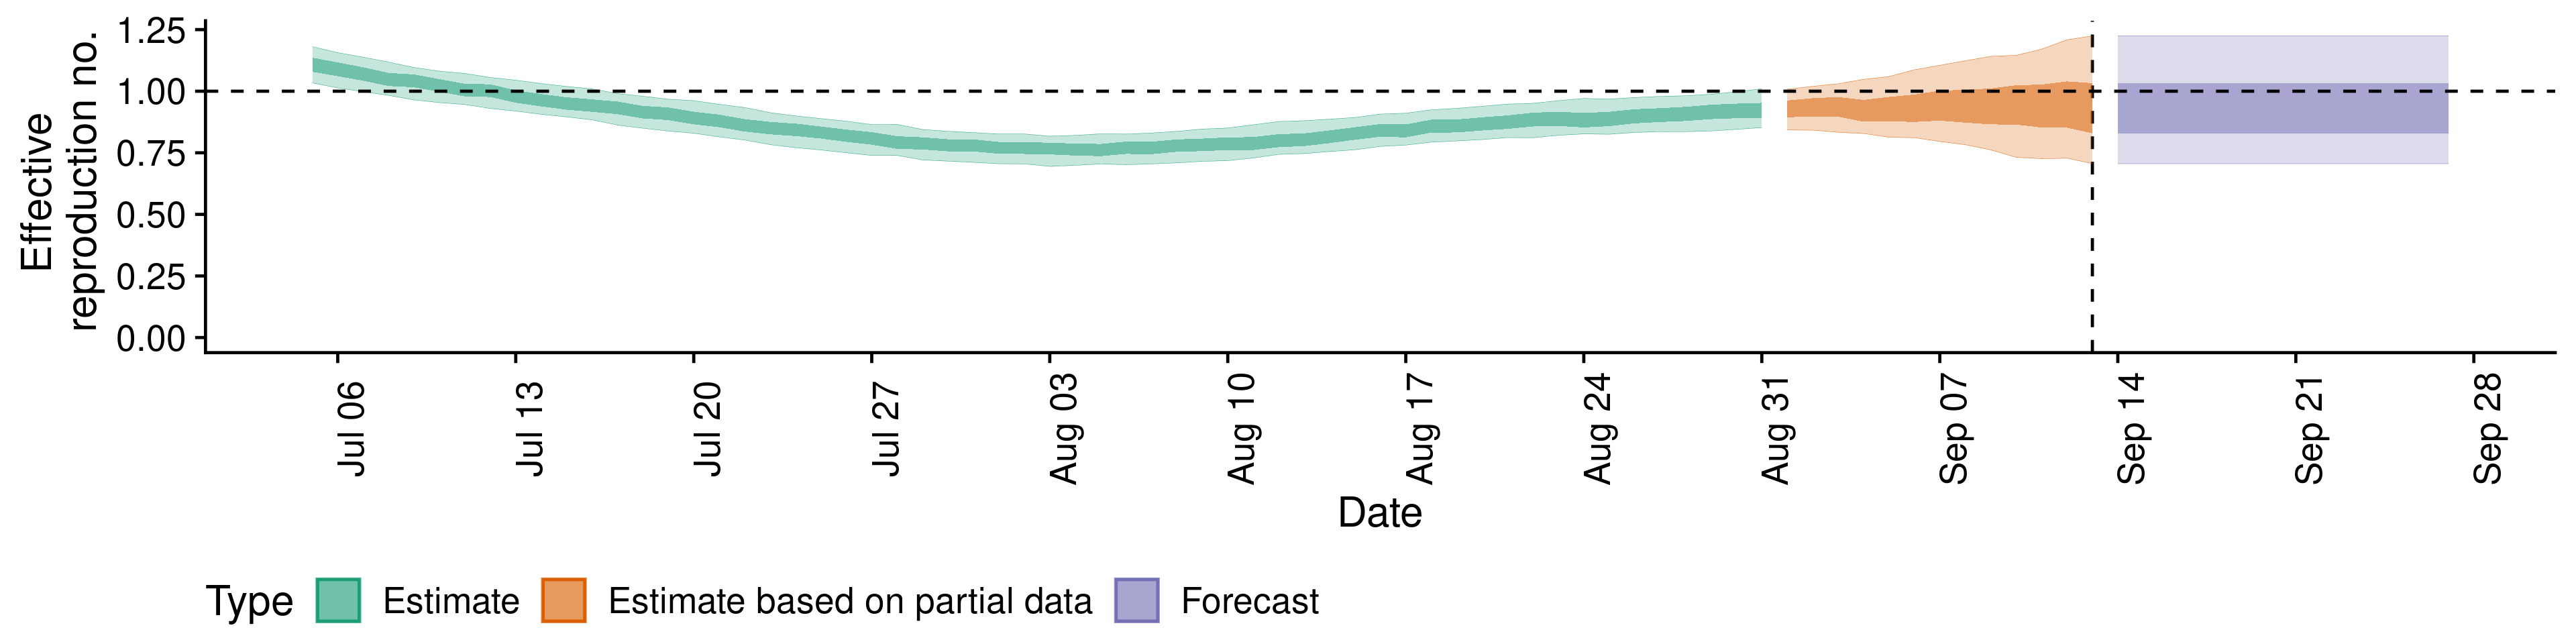 Effective
reproduction no.
1.25
1.00
0.75
0.50
0.25
0.00
Jul 06
Jul 13
Jul 20
Jul 27
Aug 03
Aug 10
Aug 17
Aug 24
Aug 31
Sep 07
Sep 14
Sep 21
Sep 28
Date
Type
Estimate
Estimate based on partial data
Forecast